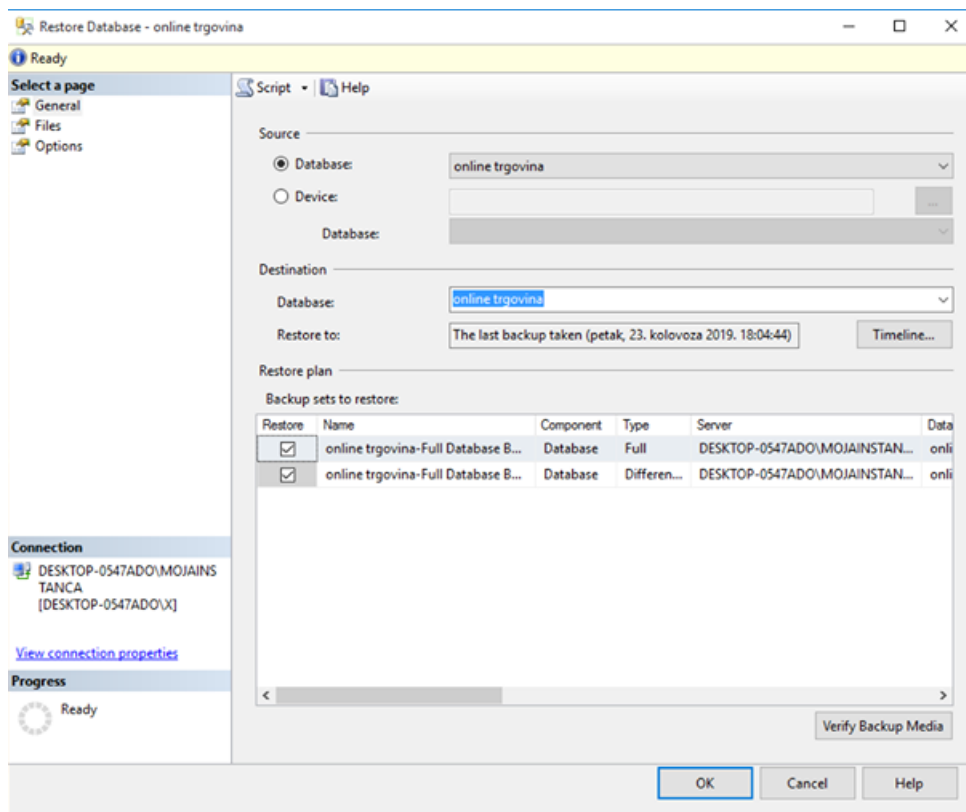 Restore Database - online trgovina
Ready
Select a page
General
Files
Options
Script
Help
Source
Database:
online trgovina
Device:
...
Database:
Destination
Database:
online trgovina
Restore to:
The last backup taken (petak, 23. kolovoza 2019. 18:04:44)
Timeline...
Restore plan
Backup sets to restore:
Restore Name Component Type Server Data
online trgovina-Full Database B... Database Full DESKTOP-0547ADO\MOJAINSTAN... onli
online trgovina-Full Database B... Database Differen... DESKTOP-0547ADO\MOJAINSTAN... onli
Connection
DESKTOP-0547ADO\MOJAINS
TANCA
[DESKTOP-0547ADO\X]
View connection properties
Progress
Ready
Verify Backup Media
OK
Cancel
Help